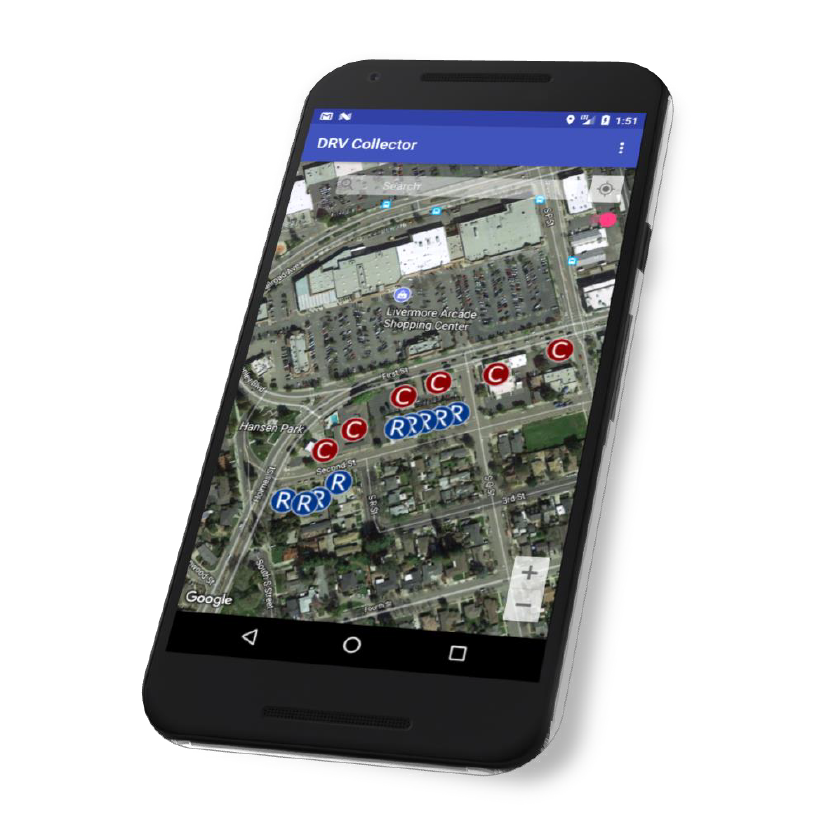 1:51
DRV Collector
Search
Livermore Arcade
Shopping Center
First St
C
C
C
C
Hansen Park
C
C
R R R R R
Second St
R
R R R
Holmes St
S R St
3rd St
South S Street
Fourth St
+
−
Google